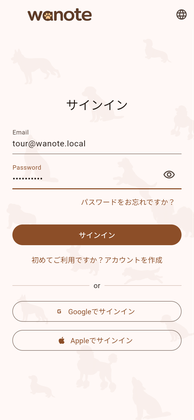 wanote
サインイン
Email
tour@wanote.local
Password
••••••••••
パスワードをお忘れですか？
サインイン
初めてご利用ですか？アカウントを作成
or
G Googleでサインイン
Appleでサインイン